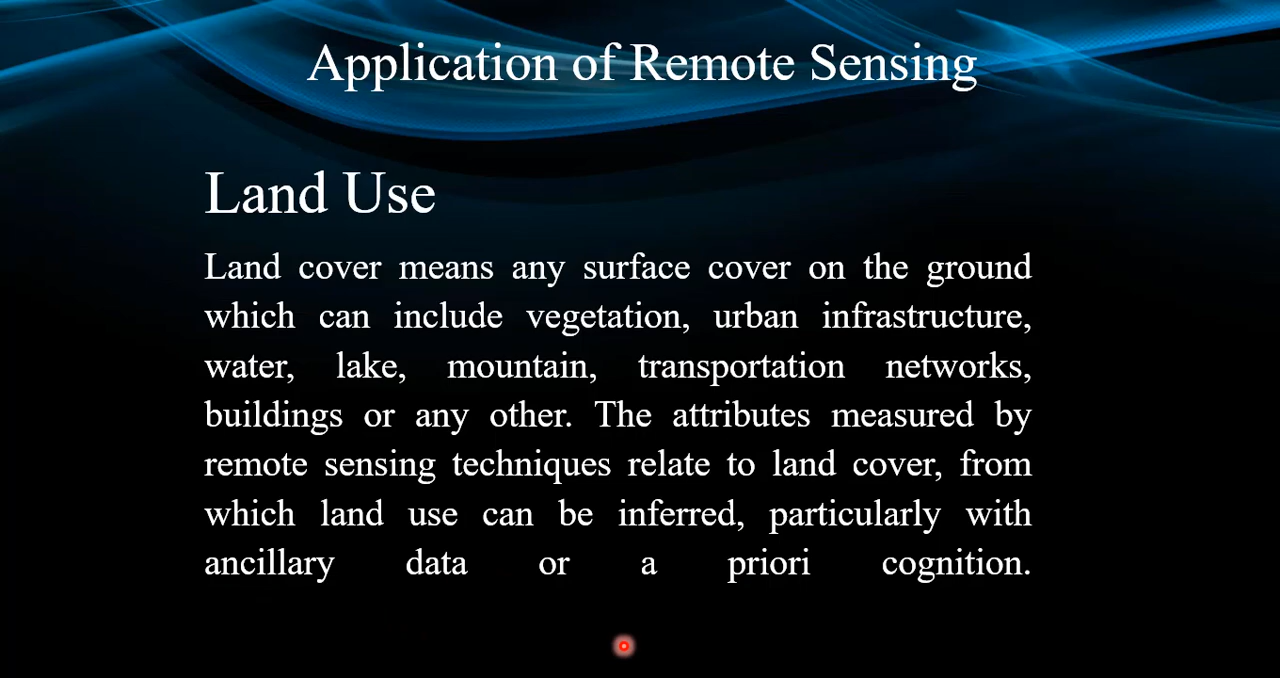 Application of Remote Sensing
Land Use
Land cover means any surface cover on the ground
which can include vegetation, urban infrastructure,
water, lake, mountain, transportation networks,
buildings or any other. The attributes measured by
remote sensing techniques relate to land cover, from
which land use can be inferred, particularly with
ancillary data or a priori cognition.